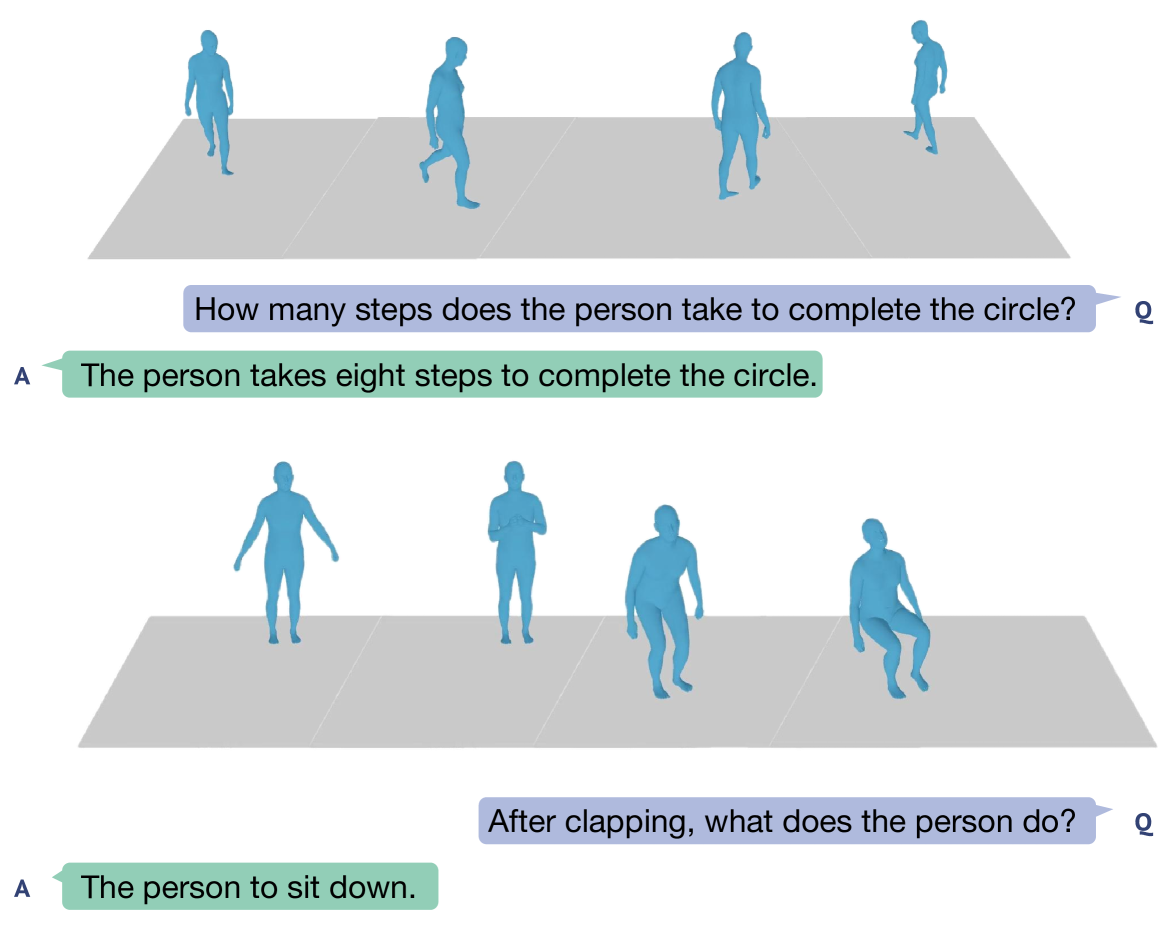 How many steps does the person take to complete the circle?
Q
A
The person takes eight steps to complete the circle.
After clapping, what does the person do?
Q
A
The person to sit down.